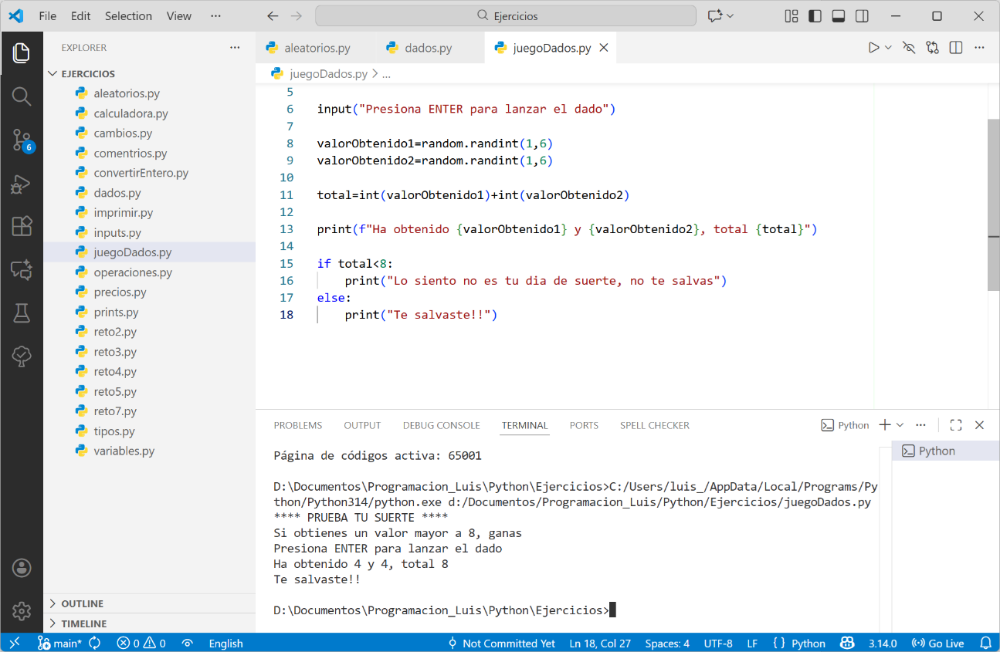 File Edit Selection View ··· Ejercicios
EXPLORER ···
EJERCICIOS
aleatorios.py
calculadora.py
cambios.py
comentrios.py
convertirEntero.py
dados.py
imprimir.py
inputs.py
juegoDados.py
operaciones.py
precios.py
prints.py
reto2.py
reto3.py
reto4.py
reto5.py
reto7.py
tipos.py
variables.py
OUTLINE
TIMELINE
6
aleatorios.py dados.py juegoDados.py
juegoDados.py > ...
5
6 input("Presiona ENTER para lanzar el dado")
7
8 valorObtenido1=random.randint(1,6)
9 valorObtenido2=random.randint(1,6)
10
11 total=int(valorObtenido1)+int(valorObtenido2)
12
13 print(f"Ha obtenido {valorObtenido1} y {valorObtenido2}, total {total}")
14
15 if total<8:
16     print("Lo siento no es tu dia de suerte, no te salvas")
17 else:
18     print("Te salvaste!!")
PROBLEMS OUTPUT DEBUG CONSOLE TERMINAL PORTS SPELL CHECKER Python
Python
Página de códigos activa: 65001
D:\Documentos\Programacion_Luis\Python\Ejercicios>C:/Users/luis_/AppData/Local/Programs/Py
thon/Python314/python.exe d:/Documentos/Programacion_Luis/Python/Ejercicios/juegoDados.py
**** PRUEBA TU SUERTE ****
Si obtienes un valor mayor a 8, ganas
Presiona ENTER para lanzar el dado
Ha obtenido 4 y 4, total 8
Te salvaste!!
D:\Documentos\Programacion_Luis\Python\Ejercicios>
main* 0 0 English Not Committed Yet Ln 18, Col 27 Spaces: 4 UTF-8 LF { } Python 3.14.0 Go Live